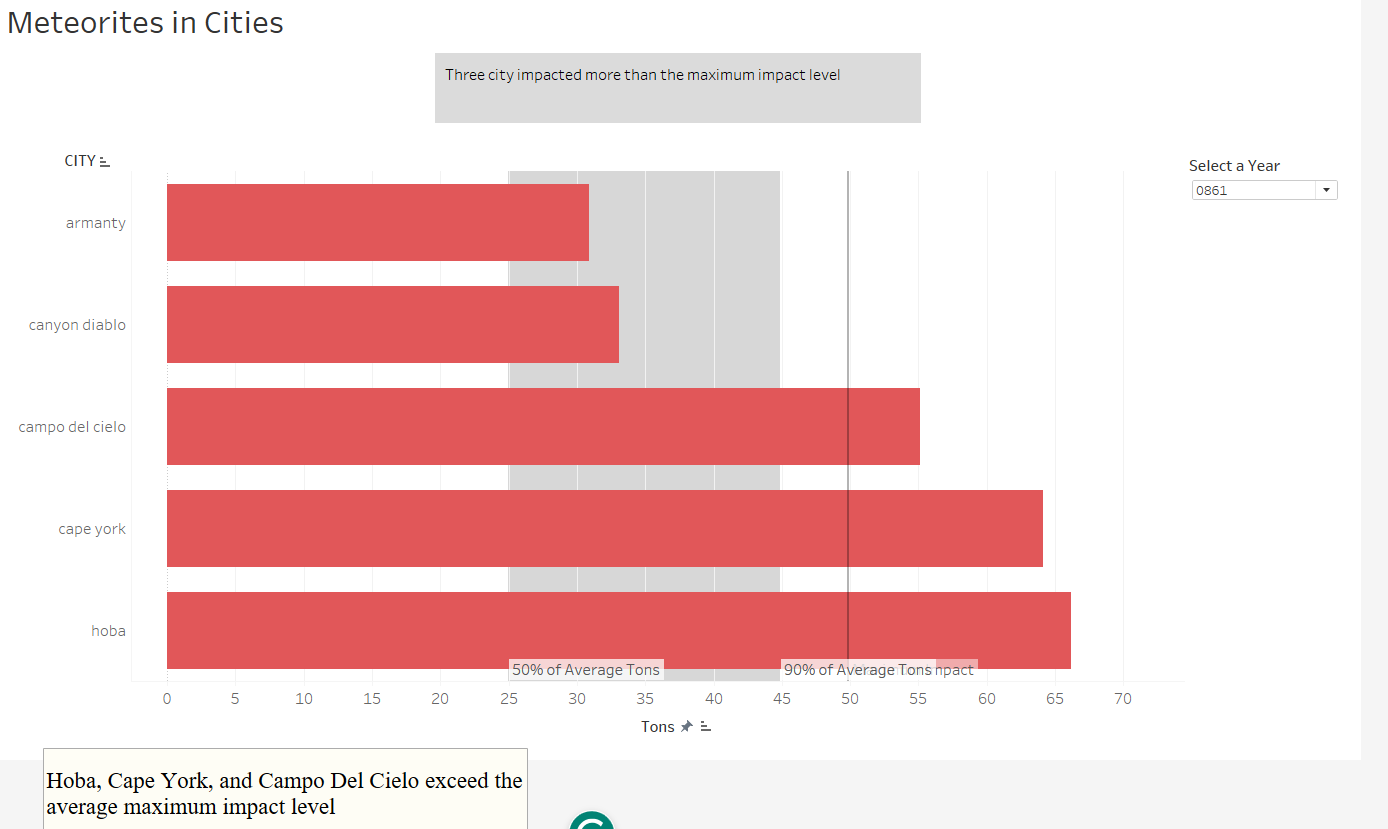 Meteorites in Cities
Three city impacted more than the maximum impact level
CITY
Select a Year
0861
armanty
canyon diablo
campo del cielo
cape york
hoba
50% of Average Tons
90% of Average Tons
0 5 10 15 20 25 30 35 40 45 50 55 60 65 70
Tons
Hoba, Cape York, and Campo Del Cielo exceed the
average maximum impact level